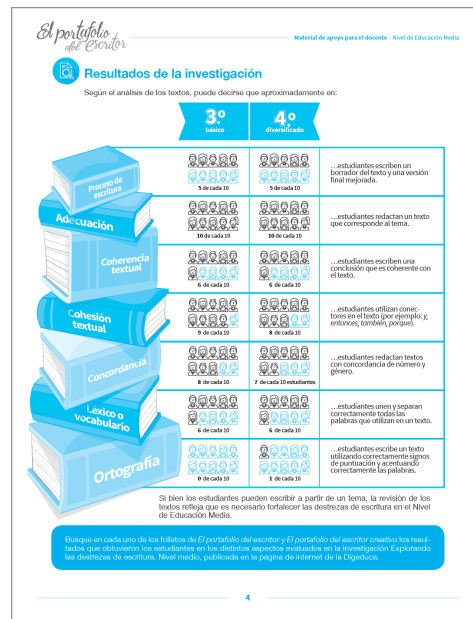 El portafolio
del Escritor
Material de apoyo para el docente - Nivel de Educación Media
Resultados de la investigación
Según el análisis de los textos, puede decirse que aproximadamente en:
3.º
básico
4.º
diversificado
Proceso de
escritura
5 de cada 10
5 de cada 10
…estudiantes escriben un
borrador del texto y una versión
final mejorada.
Adecuación
10 de cada 10
10 de cada 10
…estudiantes redactan un texto
que corresponde al tema.
Coherencia
textual
6 de cada 10
6 de cada 10
…estudiantes escriben una
conclusión que es coherente con
el texto.
Cohesión
textual
9 de cada 10
8 de cada 10
…estudiantes utilizan conec-
tores en el texto (por ejemplo: y,
entonces, también, porque).
Concordancia
8 de cada 10
7 de cada 10 estudiantes
…estudiantes redactan textos
con concordancia de número y
género.
Léxico o
vocabulario
6 de cada 10
6 de cada 10
…estudiantes unen y separan
correctamente todas las
palabras que utilizan en un texto.
Ortografía
0 de cada 10
1 de cada 10
…estudiantes escribe un texto
utilizando correctamente signos
de puntuación y acentuando
correctamente las palabras.
Si bien los estudiantes pueden escribir a partir de un tema, la revisión de los
textos refleja que es necesario fortalecer las destrezas de escritura en el Nivel
de Educación Media.
Busque en cada uno de los folletos de El portafolio del escritor y El portafolio del escritor creativo los resul-
tados que obtuvieron los estudiantes en los distintos aspectos evaluados en la investigación Explorando
las destrezas de escritura. Nivel medio, publicada en la página de internet de la Digeduca.
4